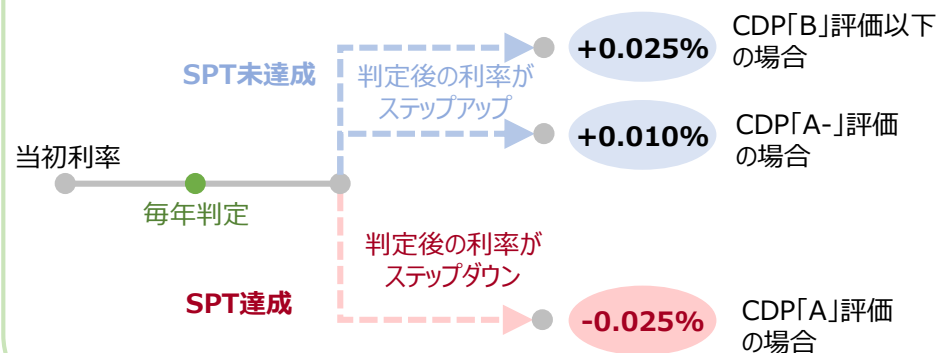 CDP「B」評価以下
の場合
+0.025%
SPT未達成
判定後の利率が
ステップアップ
CDP「A-」評価
の場合
+0.010%
当初利率
毎年判定
判定後の利率が
ステップダウン
SPT達成
-0.025%
CDP「A」評価
の場合